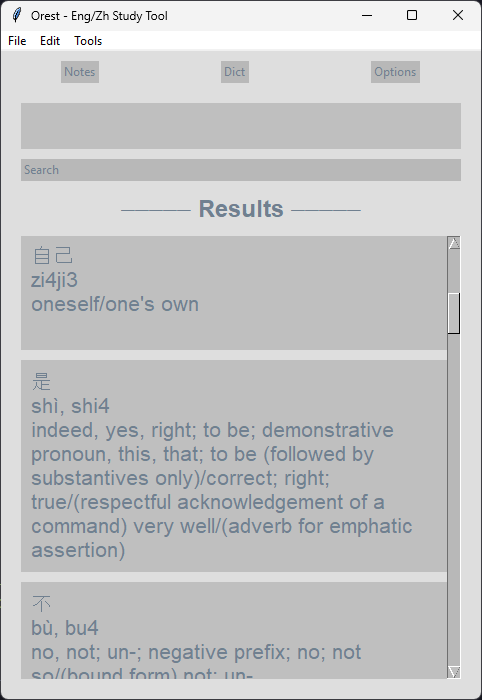 Orest - Eng/Zh Study Tool
File Edit Tools
Notes Dict Options
Search
Results
自己
zi4ji3
oneself/one's own
是
shì, shi4
indeed, yes, right; to be; demonstrative
pronoun, this, that; to be (followed by
substantives only)/correct; right;
true/(respectful acknowledgement of a
command) very well/(adverb for emphatic
assertion)
不
bù, bu4
no, not; un-; negative prefix; no; not
so/(bound form) not; un-